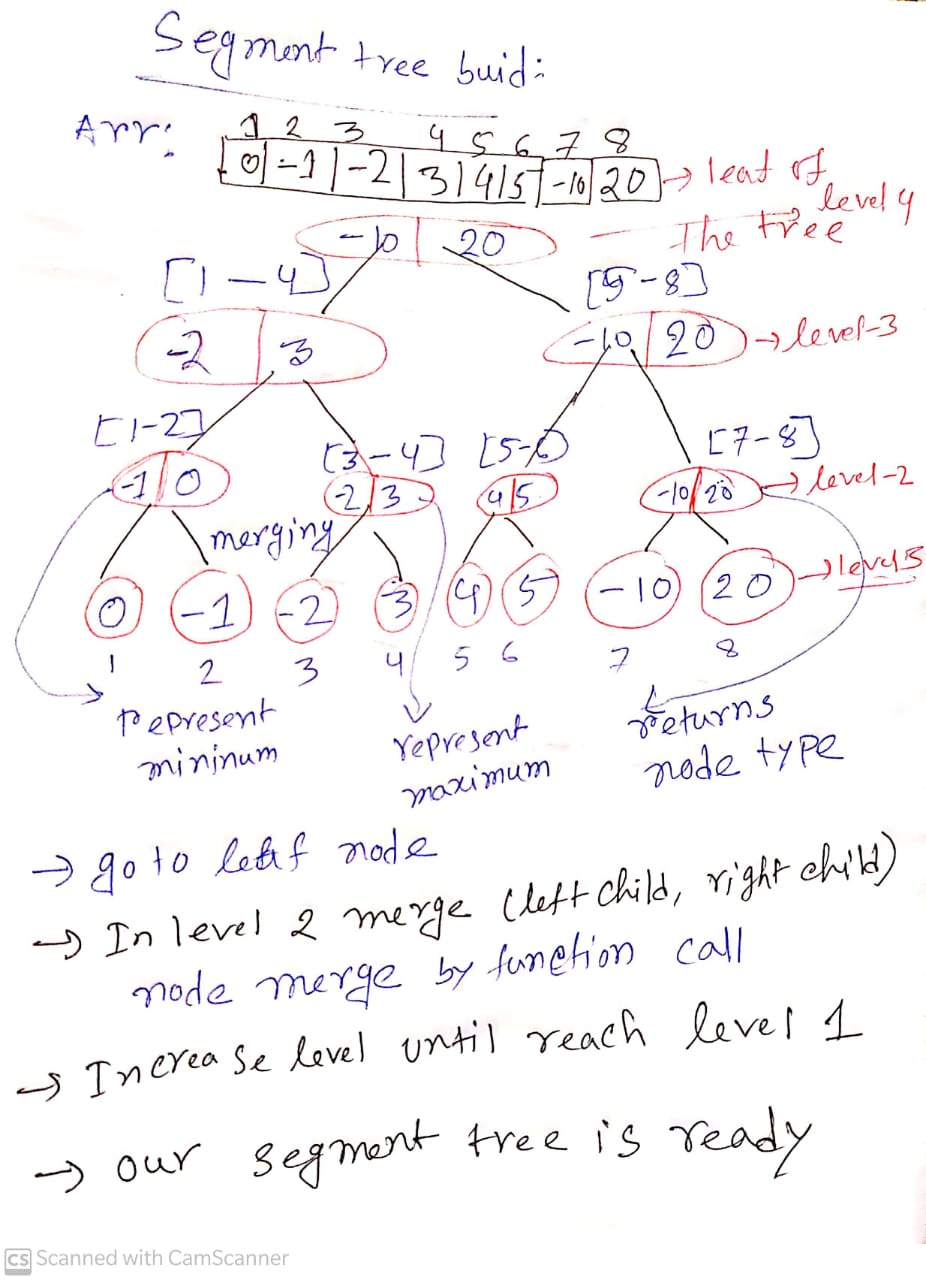 Segment tree buid:
Arr:
1 2 3 4 5 6 7 8
0 -1 -2 3 4 5 -10 20 → leaf of
The tree
level 4
-10 20
[1-4] [5-8]
-2 3 -10 20 → level-3
[1-2] [3-4] [5-6] [7-8]
-1 0 -2 3 4 5 -10 20 → level-2
merging
0 -1 -2 3 4 5 -10 20 → level
1 2 3 4 5 6 7 8
represent
mininum
represent
maximum
returns
node type
→ go to leaf node
→ In level 2 merge (left child, right child)
node merge by function call
→ Increase level until reach level 1
→ our segment tree is ready
CS Scanned with CamScanner